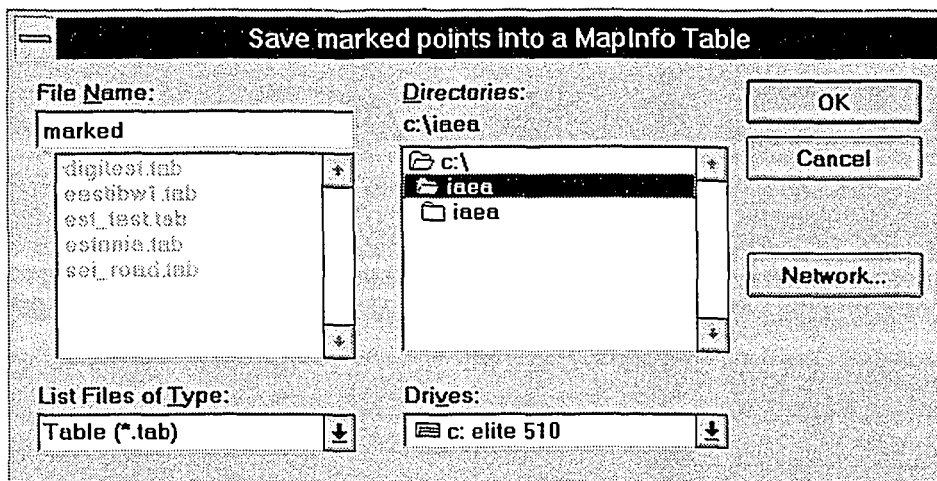 Save marked points into a MapInfo Table
File Name:
marked
digitest.tab
eestibw1.tab
est_test.tab
estonia.tab
sei_road.tab
List Files of Type:
Table (*.tab)
Directories:
c:\iaea
c:\
iaea
iaea
Drives:
c: elite 510
OK
Cancel
Network...